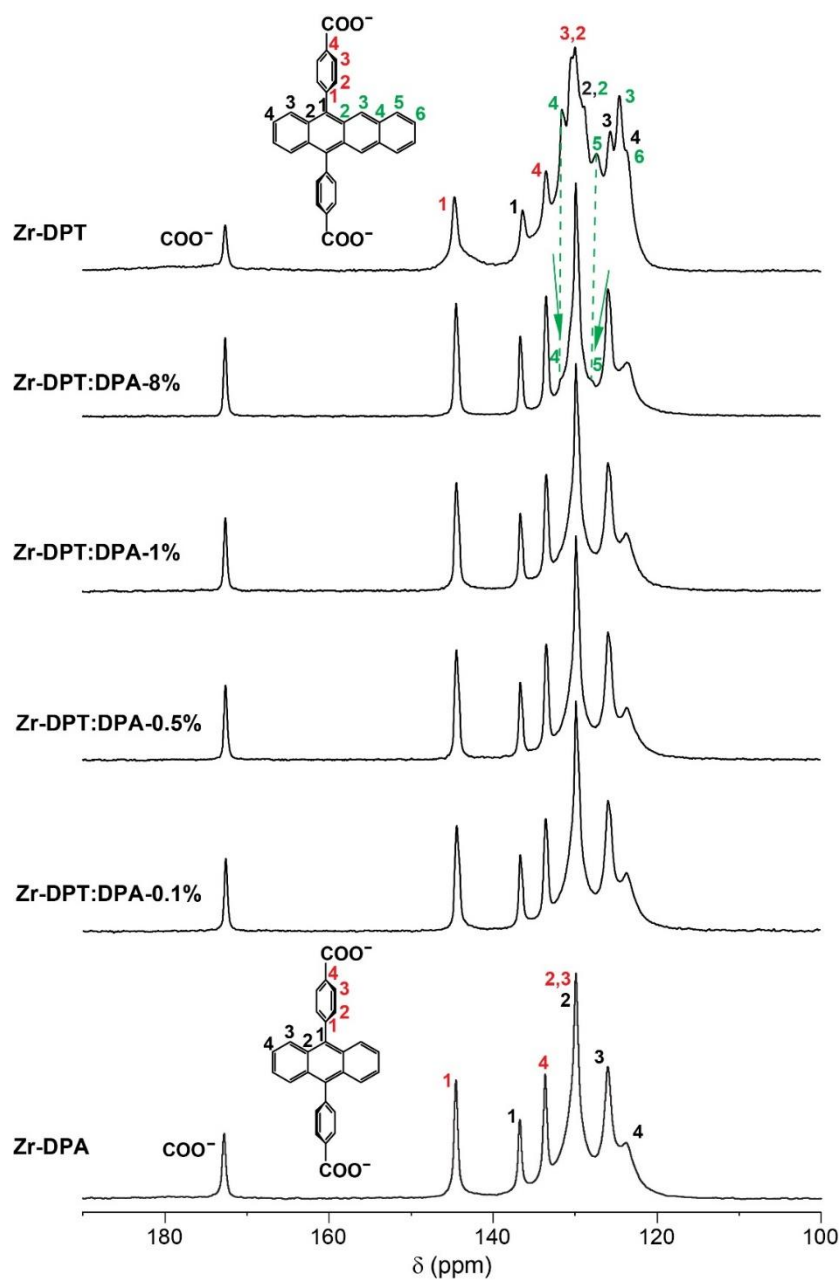 COO⁻
4
3
2
1
3 1 3 5
4 2 2 4 6
COO⁻
Zr-DPT
COO⁻
1
1
4
4
3,2
2,2
5
3
3
4
6
Zr-DPT:DPA-8%
4
5
Zr-DPT:DPA-1%
Zr-DPT:DPA-0.5%
Zr-DPT:DPA-0.1%
COO⁻
4
3
2
1
3 1
4 2
COO⁻
Zr-DPA
COO⁻
1
1
4
2,3
2
3
4
180 160 140 120 100
δ (ppm)